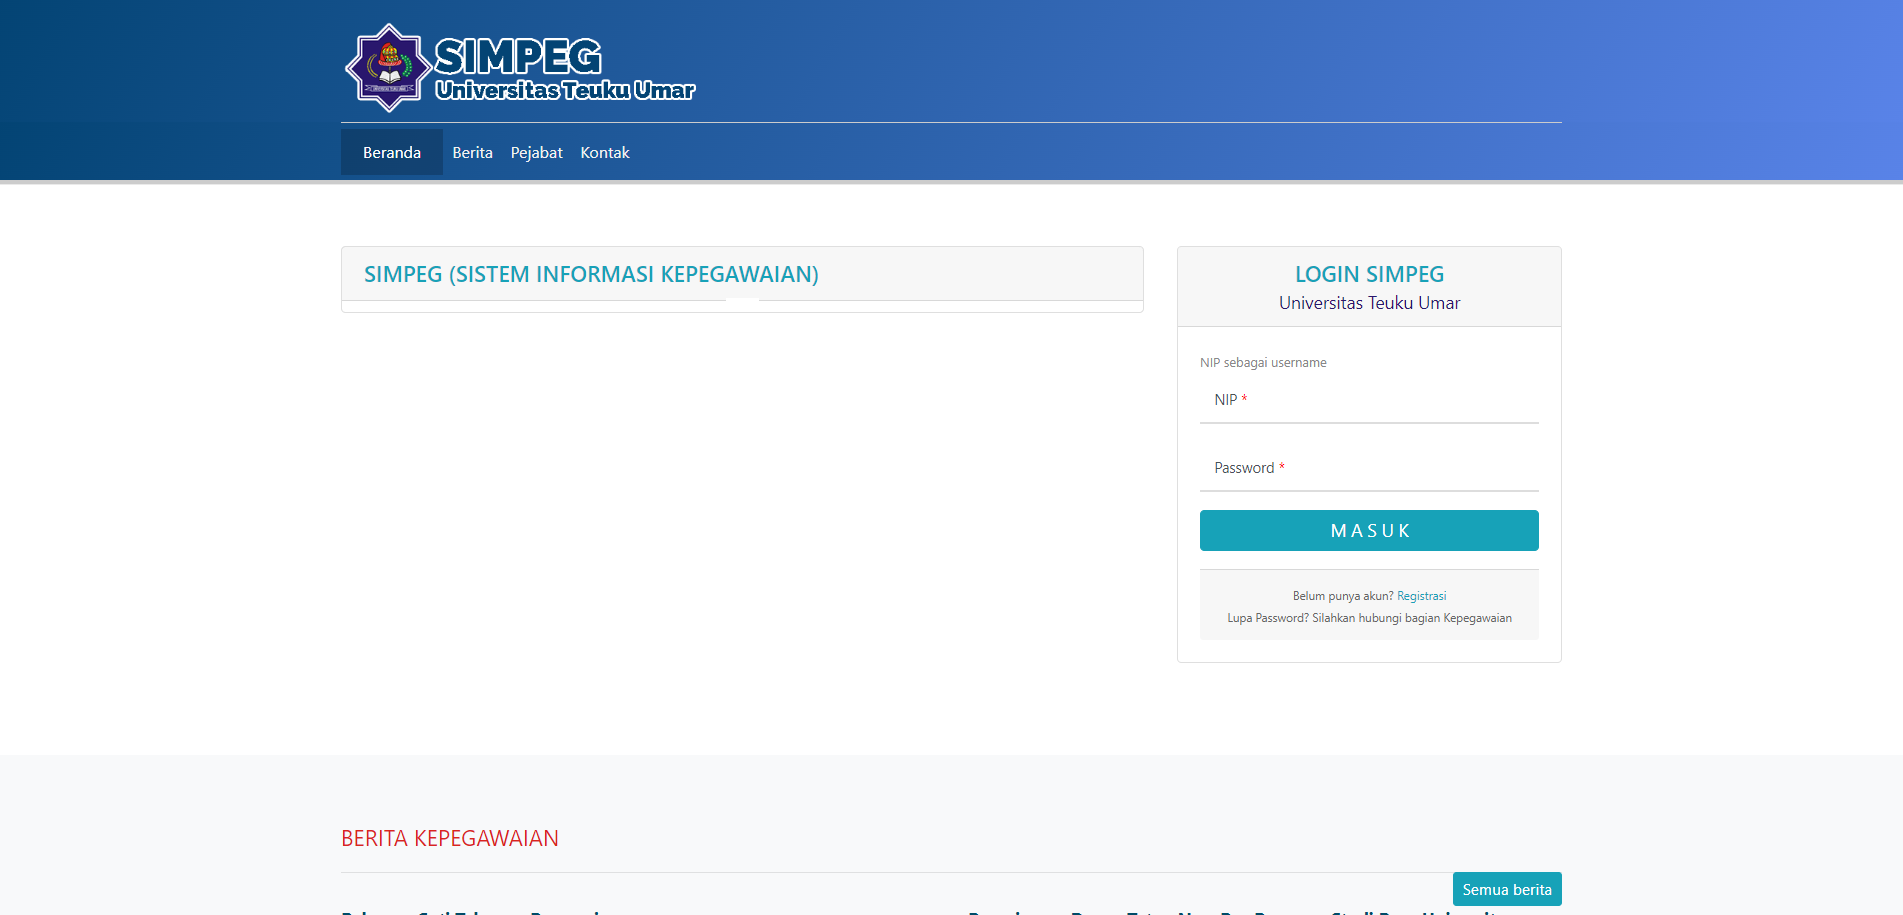 SIMPEG
Universitas Teuku Umar
Beranda Berita Pejabat Kontak
SIMPEG (SISTEM INFORMASI KEPEGAWAIAN)
LOGIN SIMPEG
Universitas Teuku Umar
NIP sebagai username
NIP *
Password *
MASUK
Belum punya akun? Registrasi
Lupa Password? Silahkan hubungi bagian Kepegawaian
BERITA KEPEGAWAIAN
Semua berita